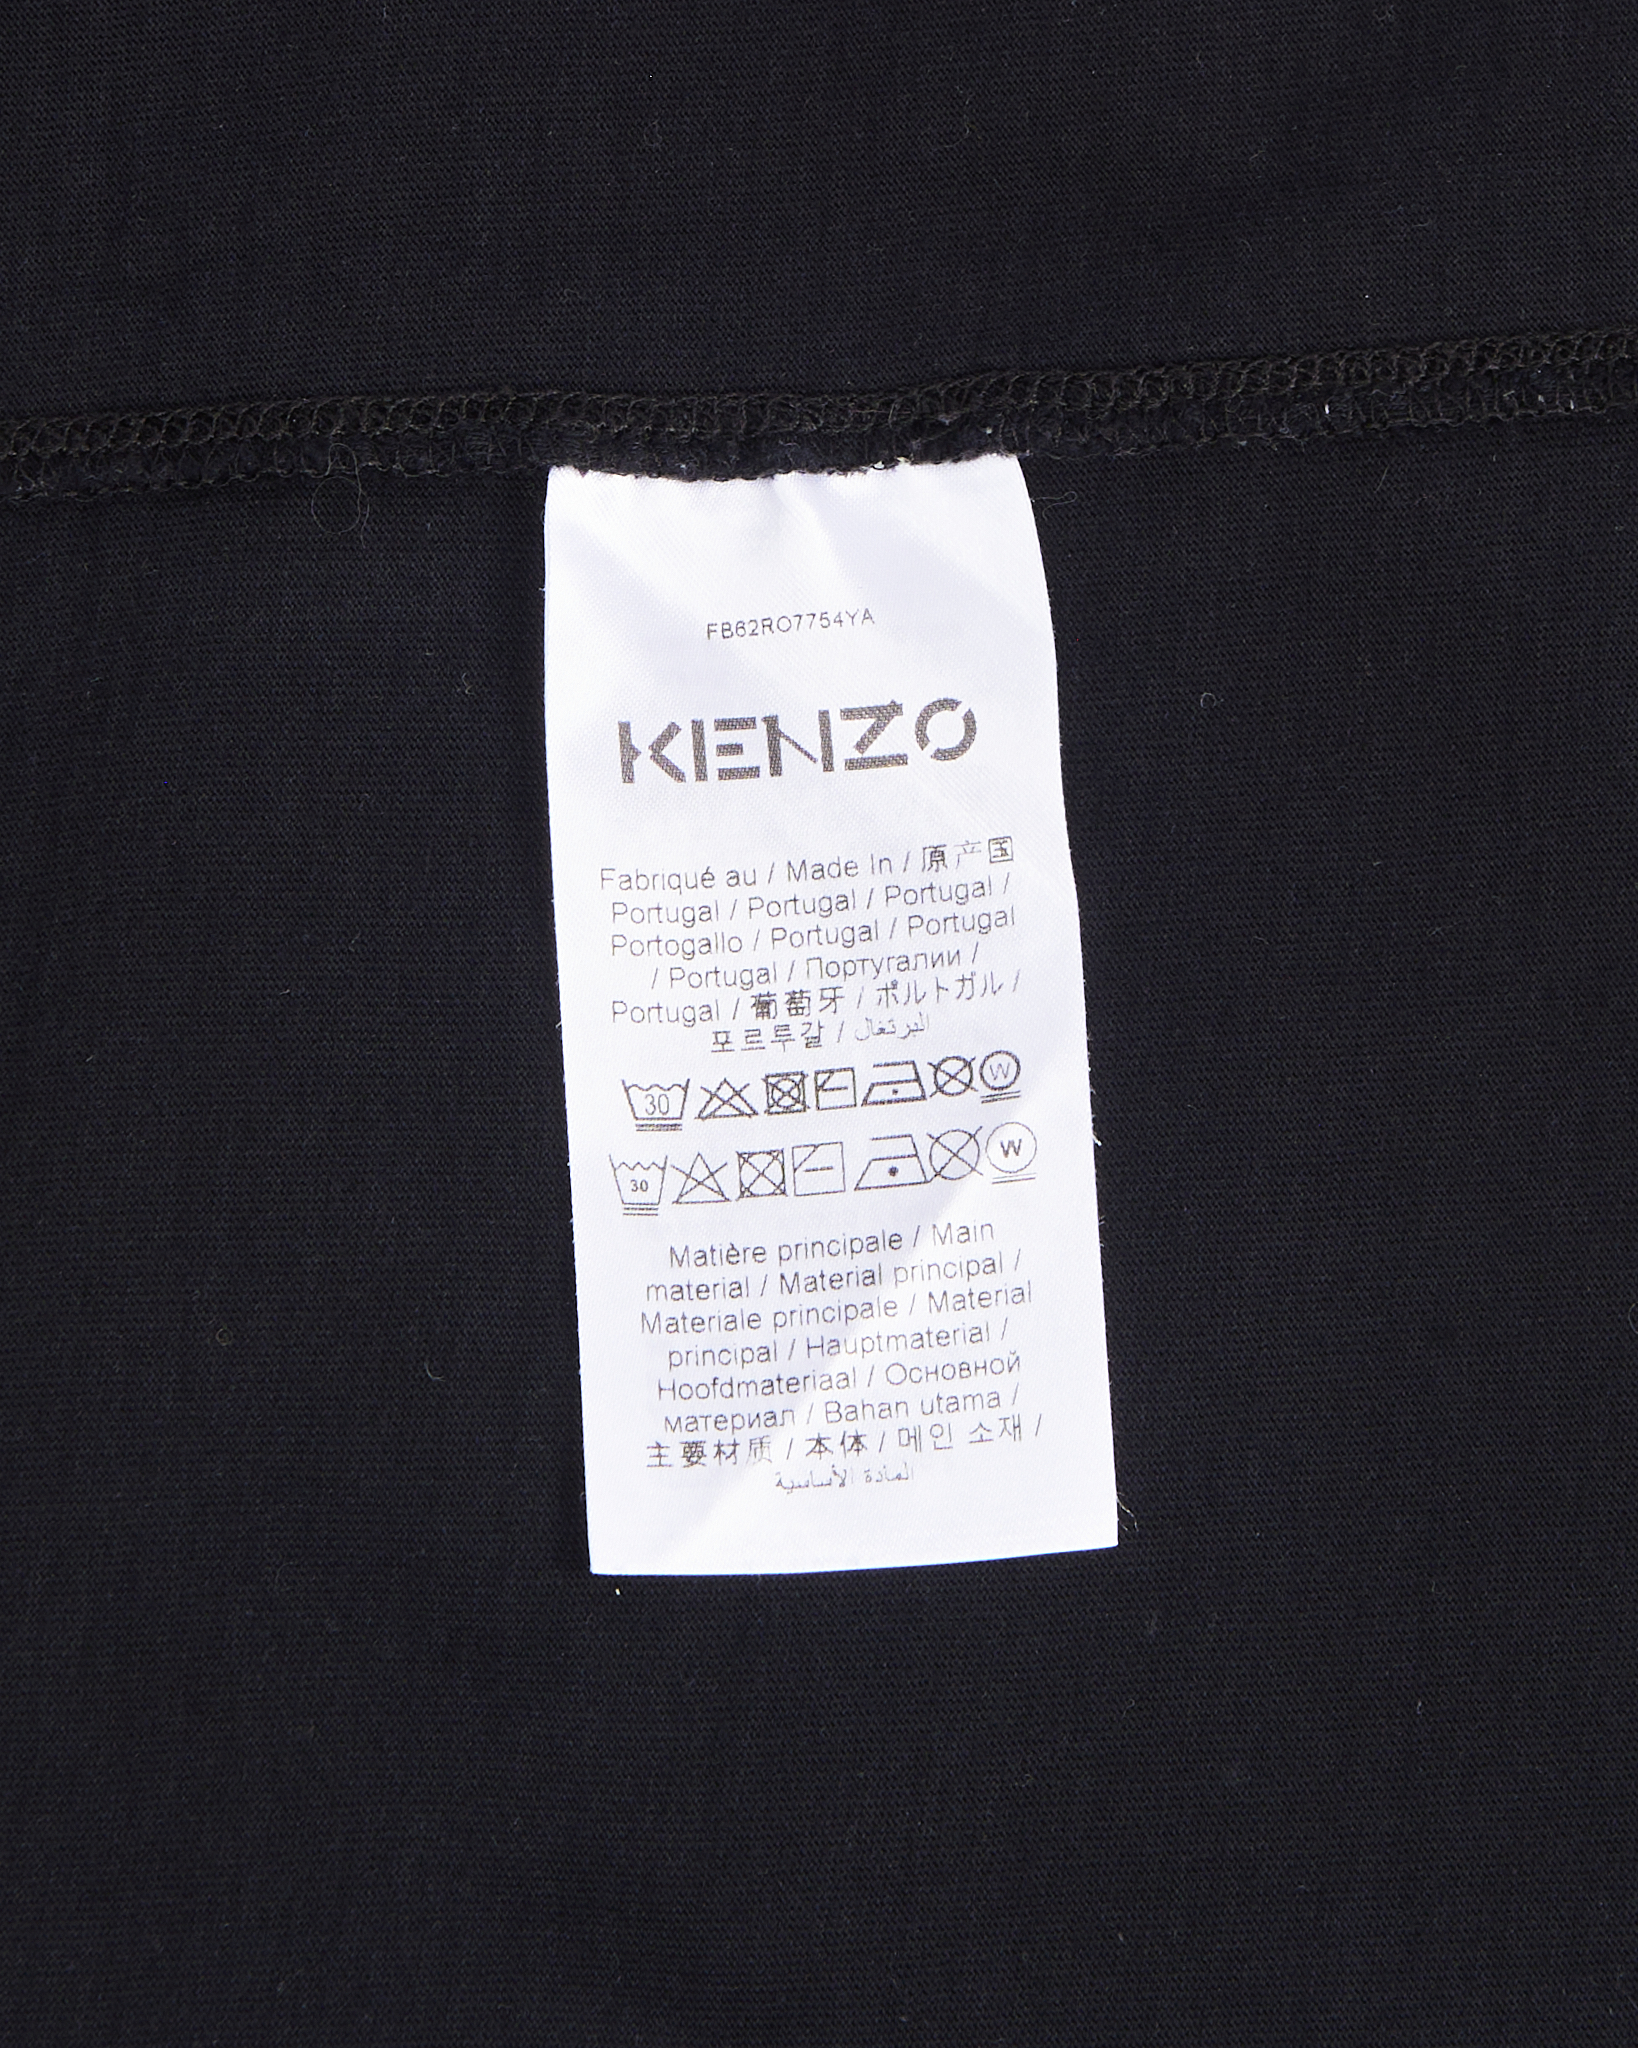 FB62RO7754YA
KENZO
Fabriqué au / Made In / 原产国
Portugal / Portugal / Portugal /
Portogallo / Portugal / Portugal
/ Portugal / Португалии /
Portugal / 葡萄牙 / ポルトガル /
포르투갈 / البرتغال
30 W
30 W
Matière principale / Main
material / Material principal /
Materiale principale / Material
principal / Hauptmaterial /
Hoofdmateriaal / Основной
материал / Bahan utama /
主要材质 / 本体 / 메인 소재 /
المادة الأساسية